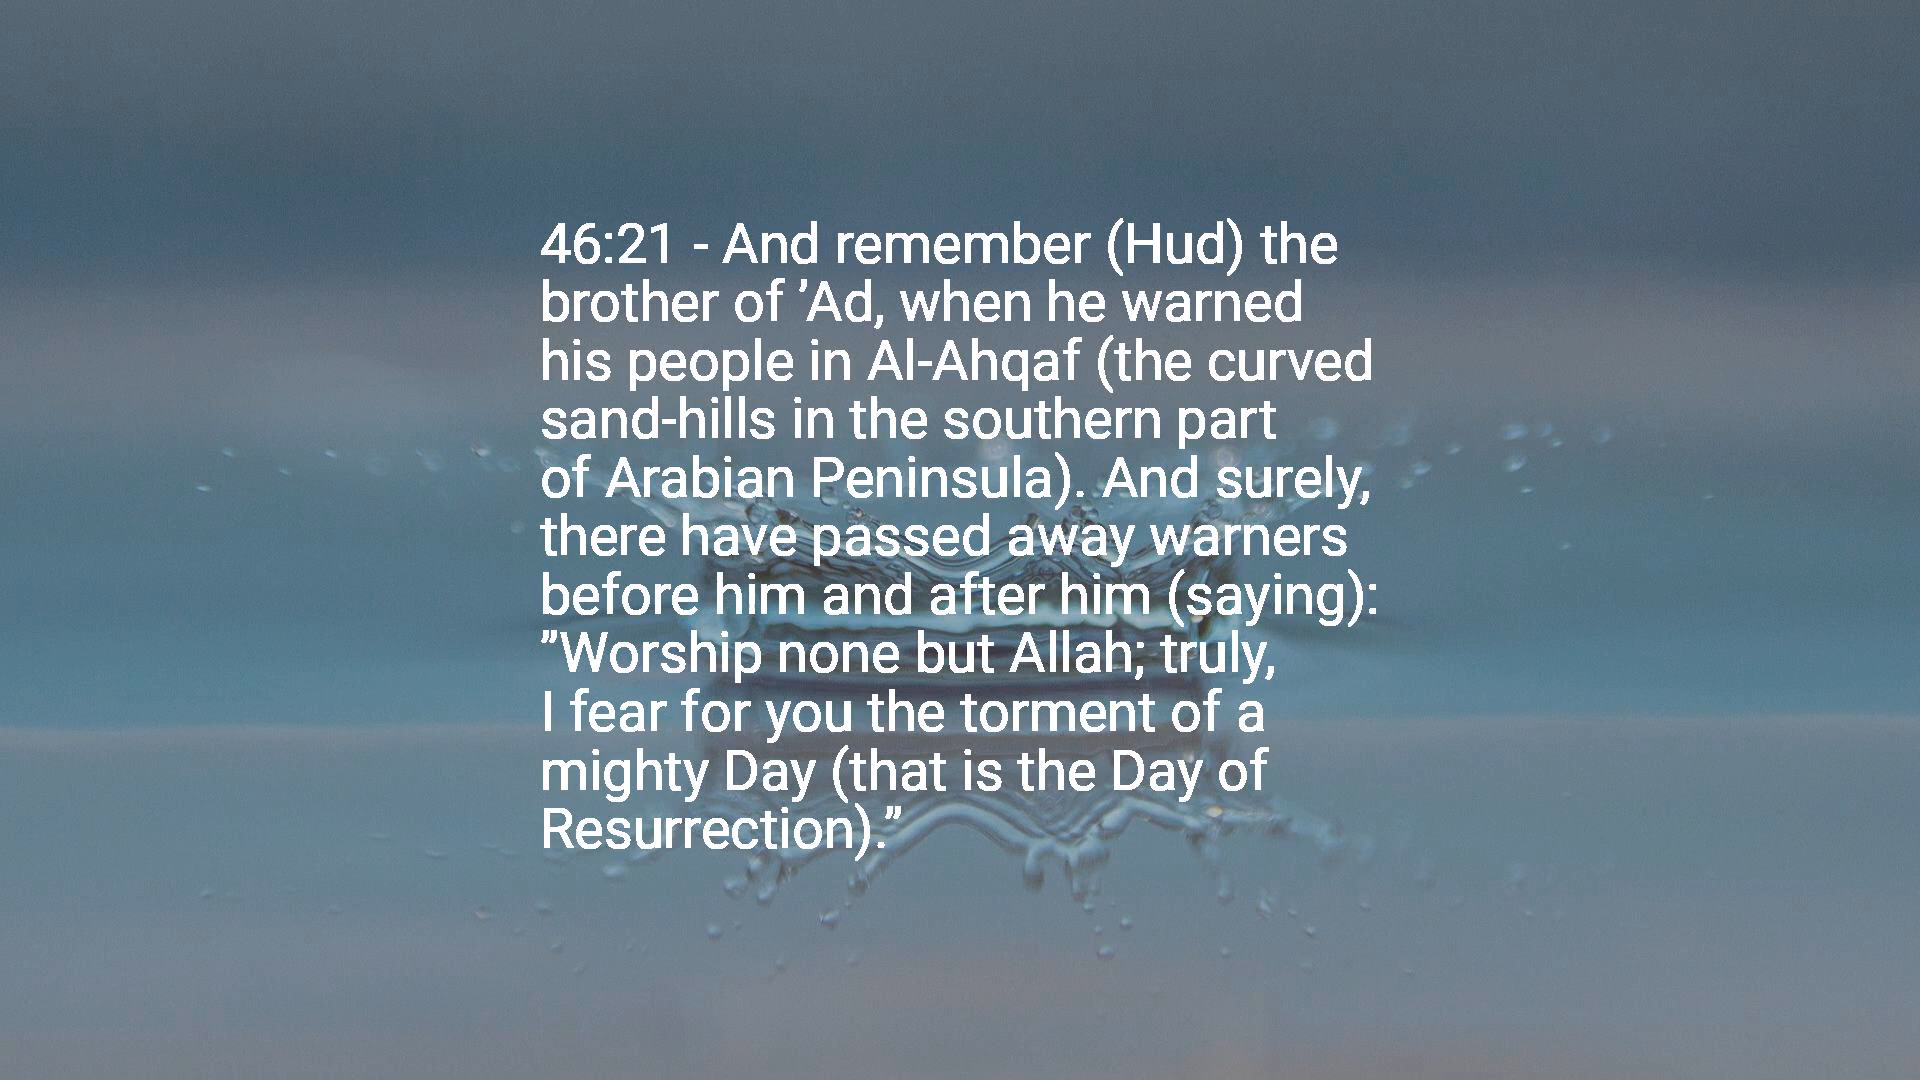 46:21 - And remember (Hud) the
brother of ’Ad, when he warned
his people in Al-Ahqaf (the curved
sand-hills in the southern part
of Arabian Peninsula). And surely,
there have passed away warners
before him and after him (saying):
”Worship none but Allah; truly,
I fear for you the torment of a
mighty Day (that is the Day of
Resurrection).”